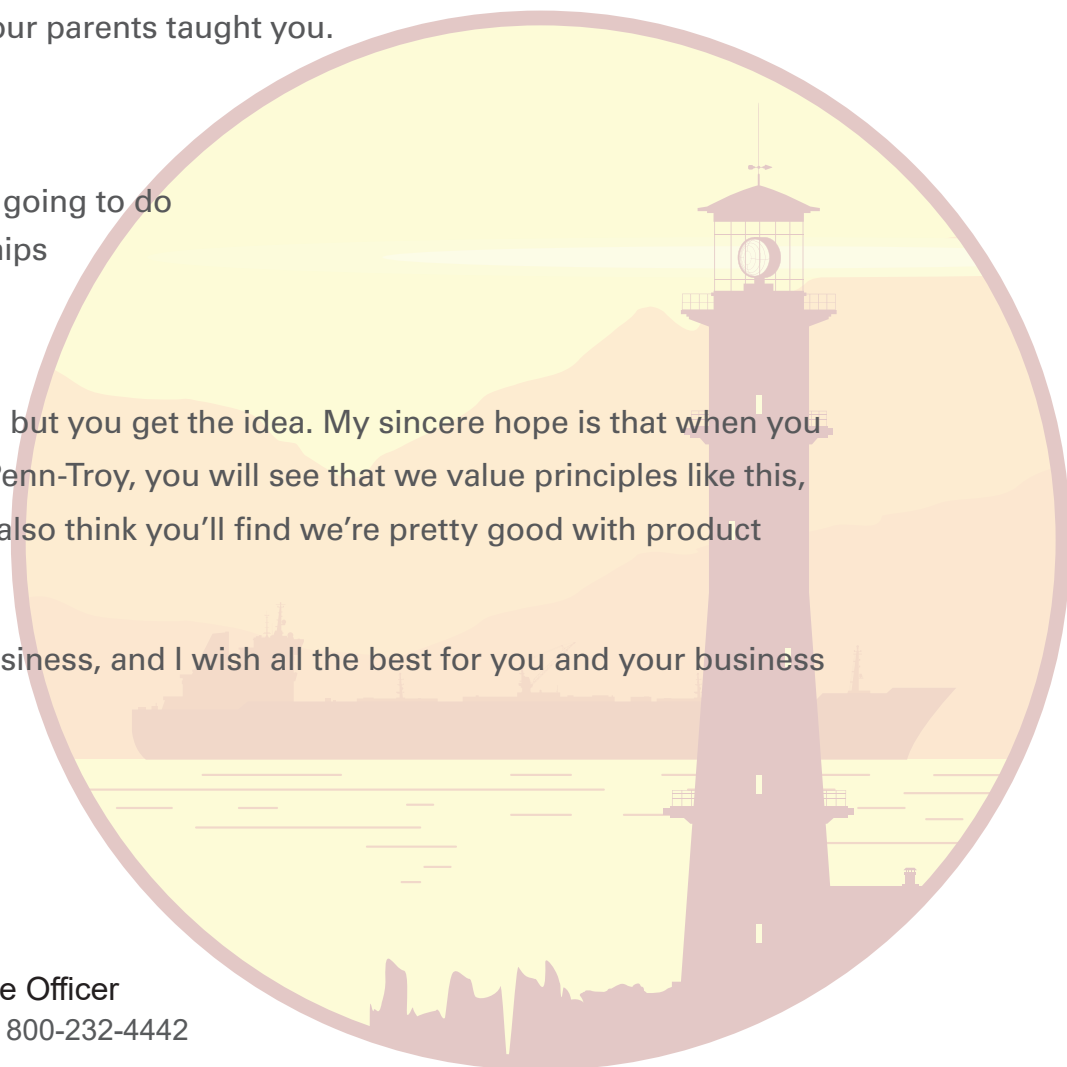 our parents taught you.
going to do
nips
but you get the idea. My sincere hope is that when you
Penn-Troy, you will see that we value principles like this,
also think you’ll find we’re pretty good with product
siness, and I wish all the best for you and your business
e Officer
800-232-4442